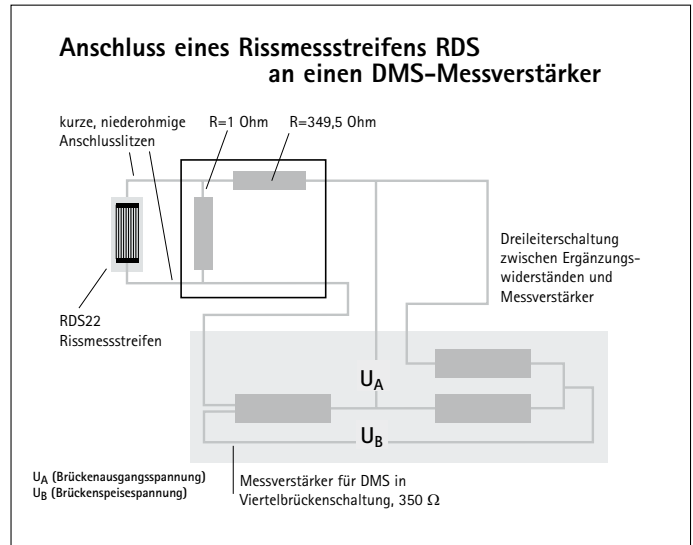 Anschluss eines Rissmessstreifens RDS
an einen DMS-Messverstärker
kurze, niederohmige
Anschlusslitzen
R=1 Ohm
R=349,5 Ohm
Dreileiterschaltung
zwischen Ergänzungs-
widerständen und
Messverstärker
RDS22
Rissmessstreifen
UA
UB
UA (Brückenausgangsspannung)
UB (Brückenspeisespannung)
Messverstärker für DMS in
Viertelbrückenschaltung, 350 Ω